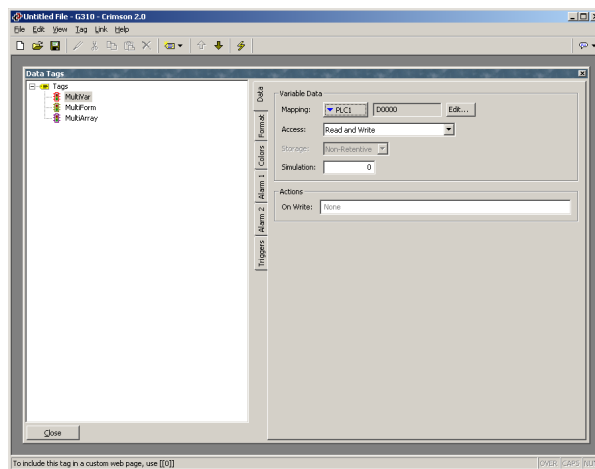 Untitled File - G310 - Crimson 2.0
File Edit View Tag Link Help
Data Tags
Tags
MultiVar
MultiForm
MultiArray
Data
Format
Colors
Alarm 1
Alarm 2
Triggers
Variable Data
Mapping: PLC1 D0000 Edit...
Access: Read and Write
Storage: Non-Retentive
Simulation: 0
Actions
On Write: None
Close
To include this tag in a custom web page, use [[0]]
OVER CAPS NU